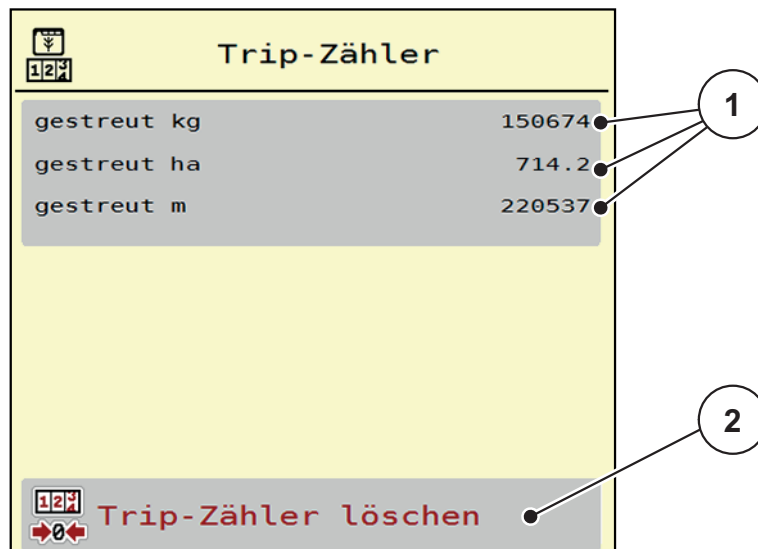 Trip-Zähler
gestreut kg 150674
gestreut ha 714.2
gestreut m 220537
1
2
Trip-Zähler löschen